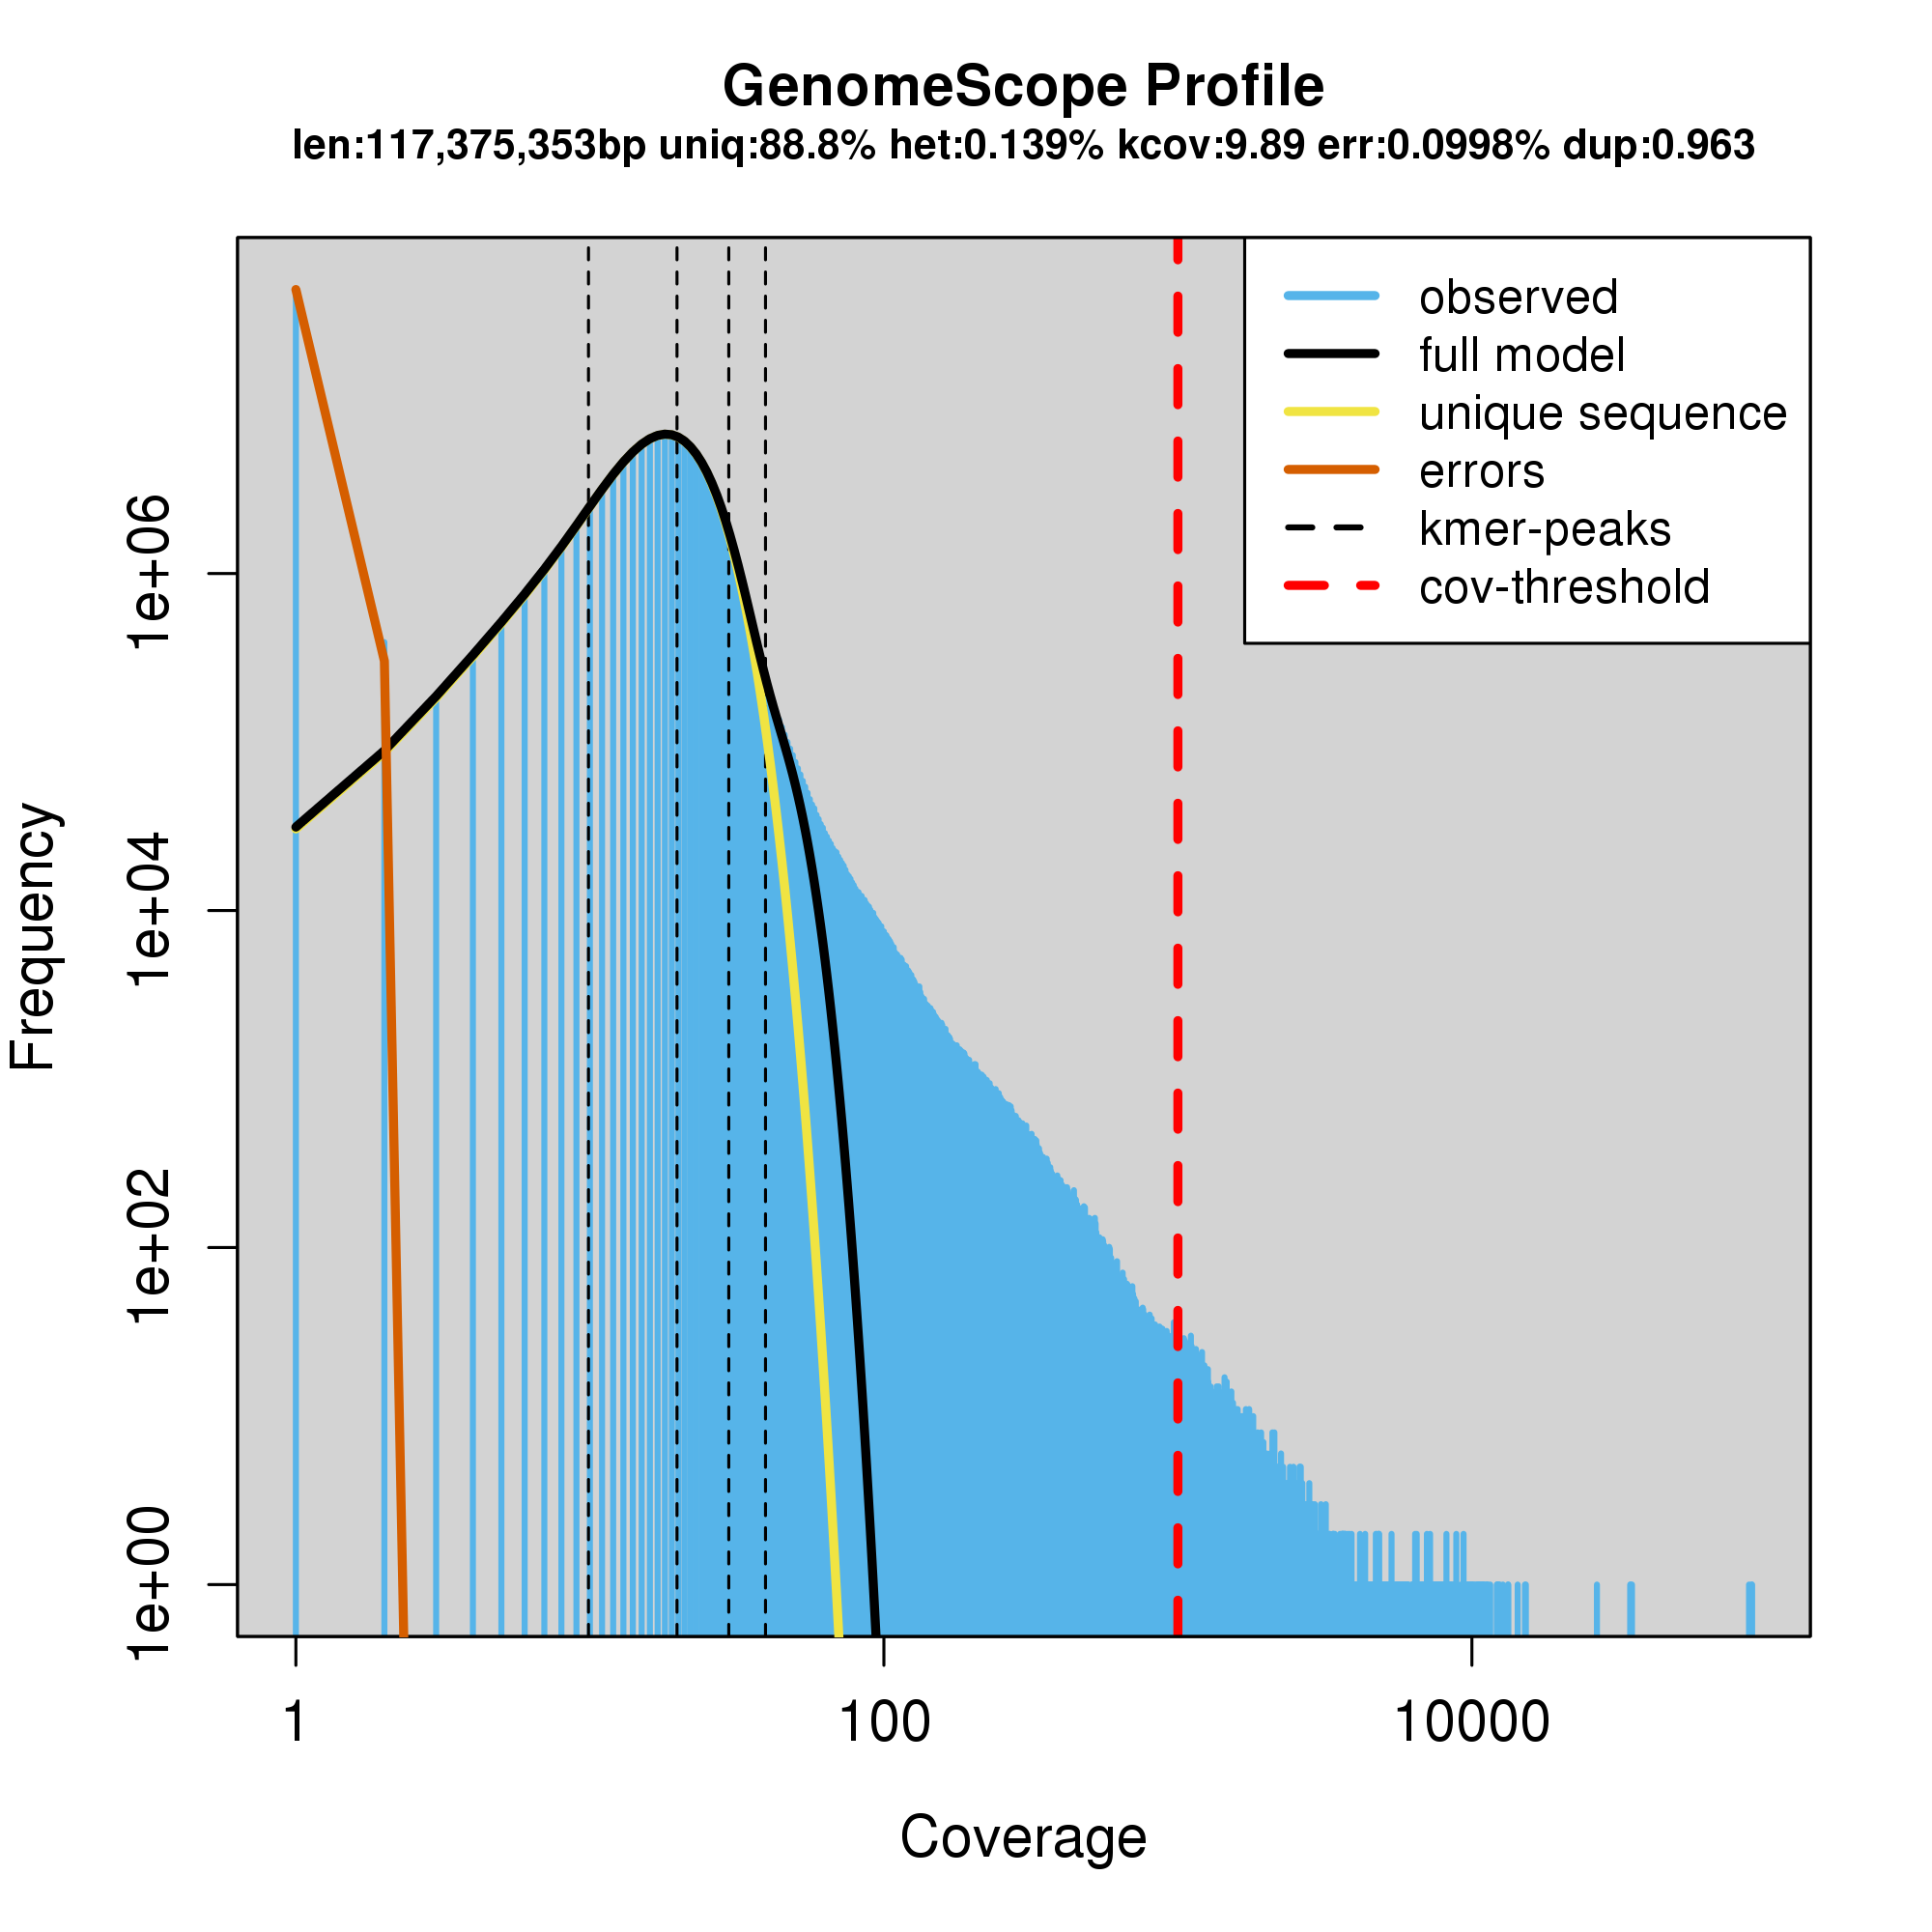 GenomeScope Profile
len:117,375,353bp uniq:88.8% het:0.139% kcov:9.89 err:0.0998% dup:0.963
observed
full model
unique sequence
errors
kmer-peaks
cov-threshold
Frequency
1e+06
1e+04
1e+02
1e+00
1
100
10000
Coverage